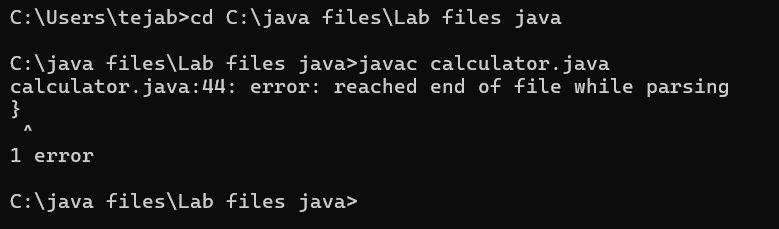 C:\Users\tejab>cd C:\java files\Lab files java
C:\java files\Lab files java>javac calculator.java
calculator.java:44: error: reached end of file while parsing
}
 ^
1 error
C:\java files\Lab files java>